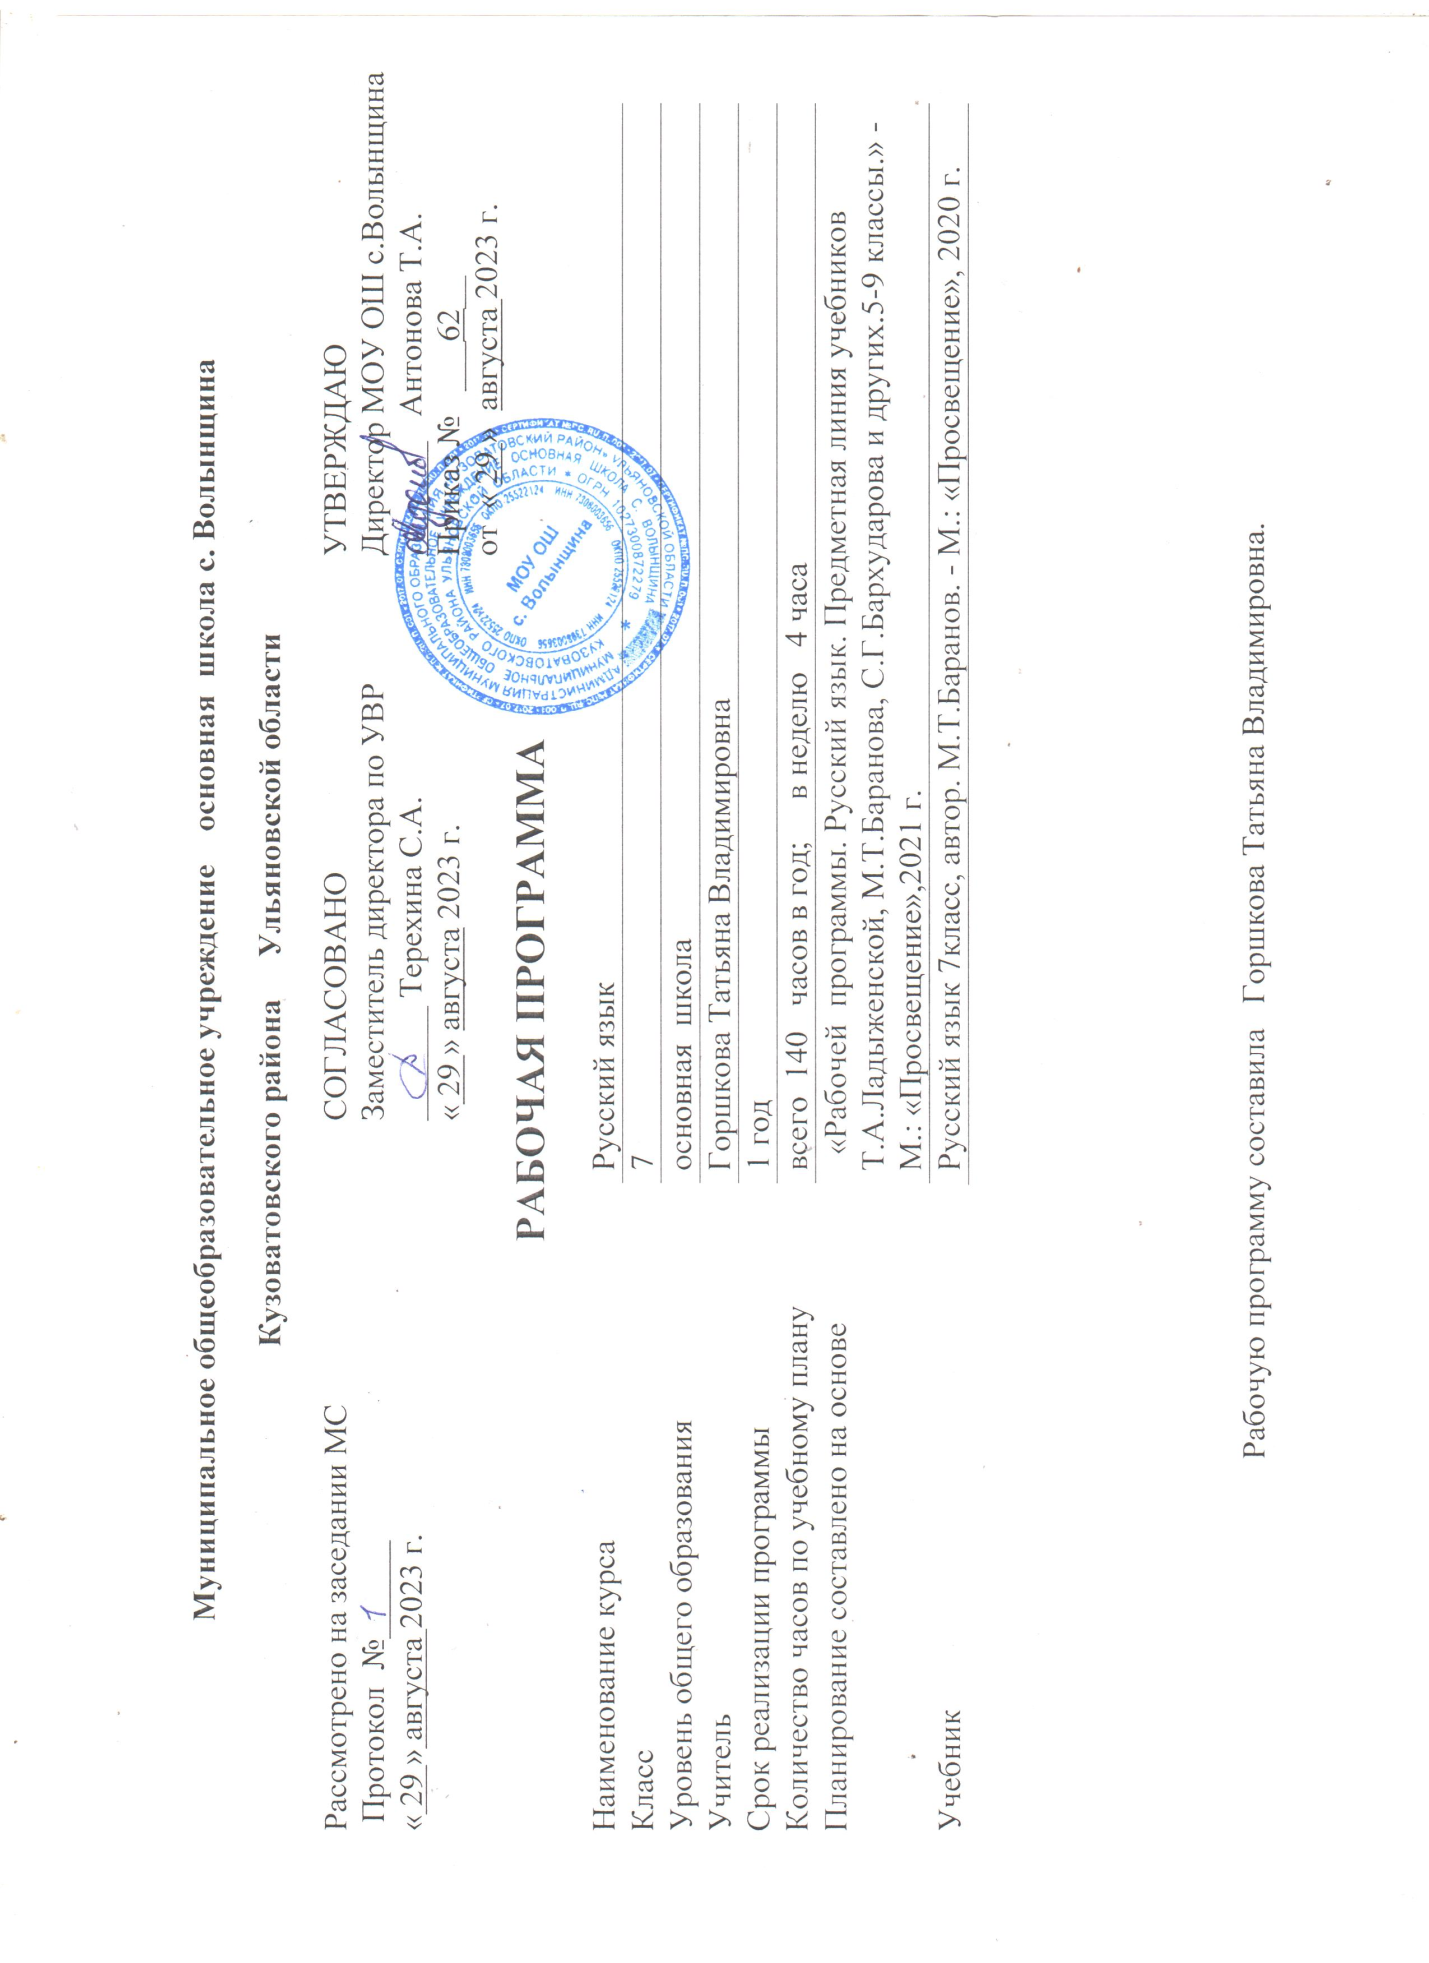 Муниципальное общеобразовательное учреждение основная школа с. Волынщина
Кузоватовского района Ульяновской области
Рассмотрено на заседании МС
Протокол № 1
« 29 » августа 2023 г.
СОГЛАСОВАНО
Заместитель директора по УВР
Терехина С.А.
« 29 » августа 2023 г.
УТВЕРЖДАЮ
Директор МОУ ОШ с.Волынщина
Антонова Т.А.
Приказ № 62
от « 29 » августа 2023 г.
МОУ ОШ
с. Волынщина
РАБОЧАЯ ПРОГРАММА
Наименование курса Русский язык
Класс 7
Уровень общего образования основная школа
Учитель Горшкова Татьяна Владимировна
Срок реализации программы 1 год
Количество часов по учебному плану всего 140 часов в год; в неделю 4 часа
Планирование составлено на основе «Рабочей программы. Русский язык. Предметная линия учебников
Т.А.Ладыженской, М.Т.Баранова, С.Г.Бархударова и других.5-9 классы.» -
М.: «Просвещение»,2021 г.
Учебник Русский язык 7класс, автор. М.Т.Баранов. - М.: «Просвещение», 2020 г.
Рабочую программу составила Горшкова Татьяна Владимировна.